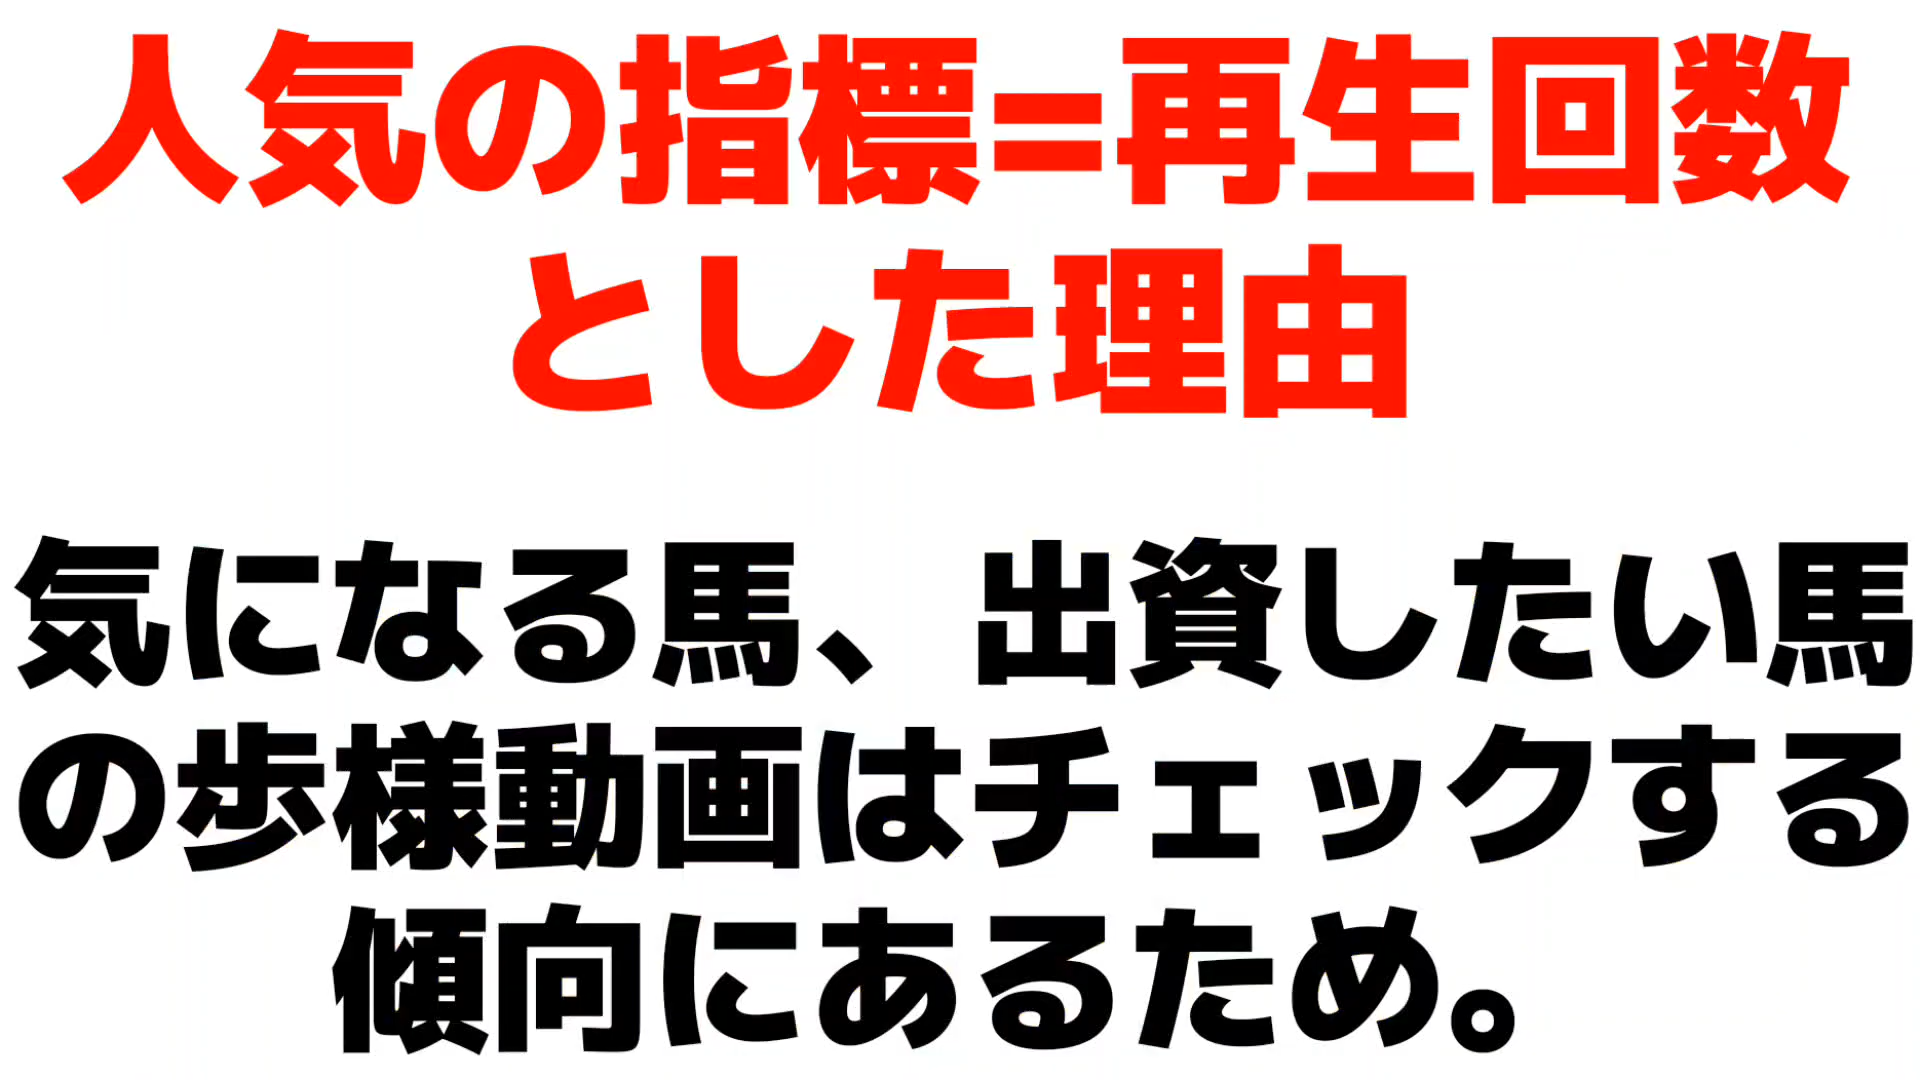 人気の指標=再生回数
とした理由
気になる馬、出資したい馬
の歩様動画はチェックする
傾向にあるため。